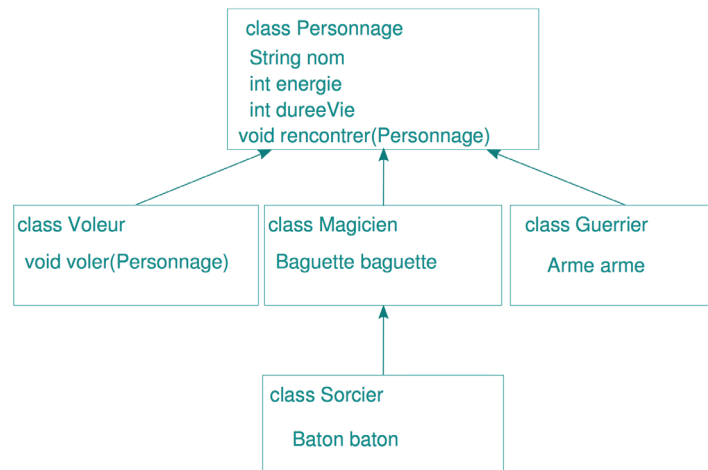 class Personnage
String nom
int energie
int dureeVie
void rencontrer(Personnage)
class Voleur
void voler(Personnage)
class Magicien
Baguette baguette
class Guerrier
Arme arme
class Sorcier
Baton baton